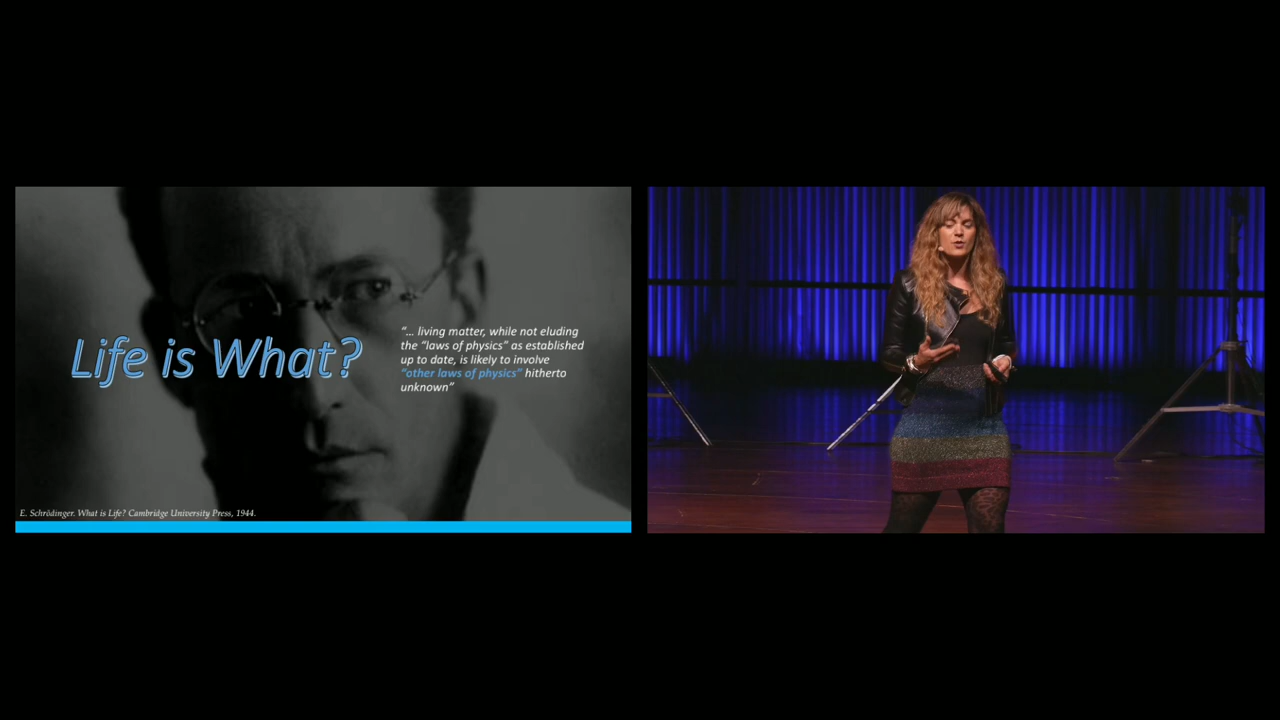 Life is What?
“... living matter, while not eluding
the “laws of physics” as established
up to date, is likely to involve
“other laws of physics” hitherto
unknown”
E. Schrödinger. What is Life? Cambridge University Press, 1944.